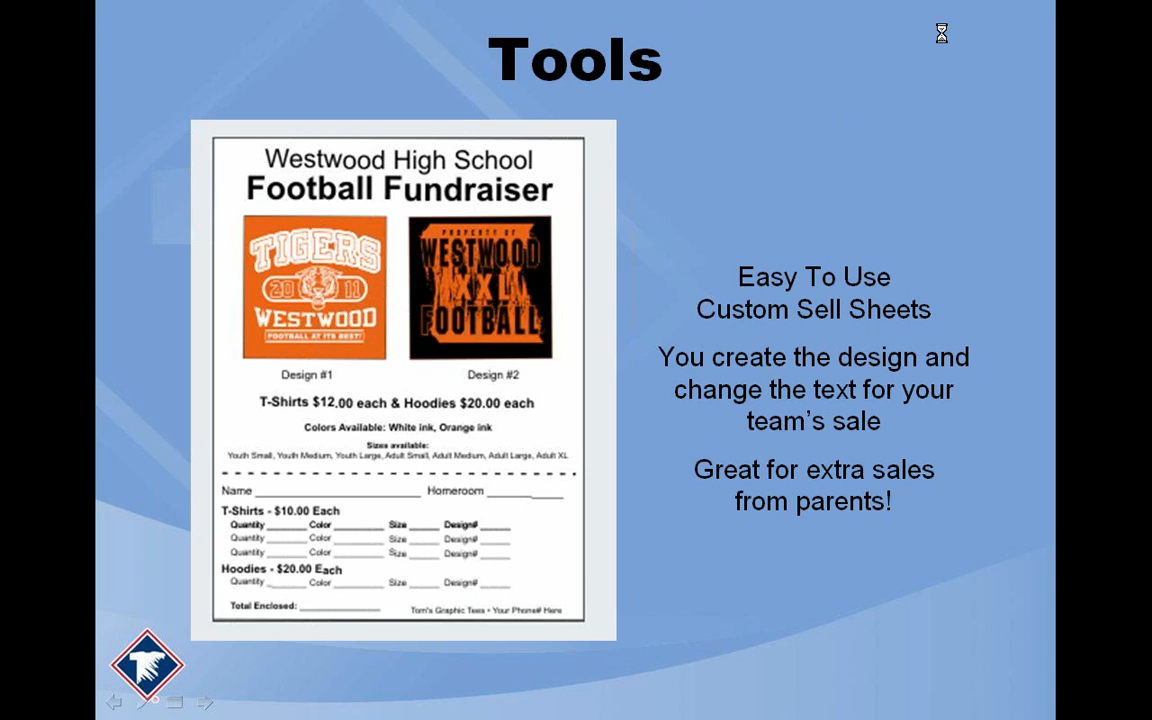 Tools
Westwood High School
Football Fundraiser
TIGERS
20 11
WESTWOOD
FOOTBALL AT ITS BEST!
PROPERTY OF
WESTWOOD
XXL
FOOTBALL
Design #1
Design #2
T-Shirts $12.00 each & Hoodies $20.00 each
Colors Available: White ink, Orange ink
Sizes available:
Youth Small, Youth Medium, Youth Large, Adult Small, Adult Medium, Adult Large, Adult XL
Name Homeroom
T-Shirts - $10.00 Each
Quantity Color Size Design#
Quantity Color Size Design#
Quantity Color Size Design#
Hoodies - $20.00 Each
Quantity Color Size Design#
Total Enclosed:
Tom's Graphic Tees • Your Phone# Here
Easy To Use
Custom Sell Sheets
You create the design and
change the text for your
team's sale
Great for extra sales
from parents!